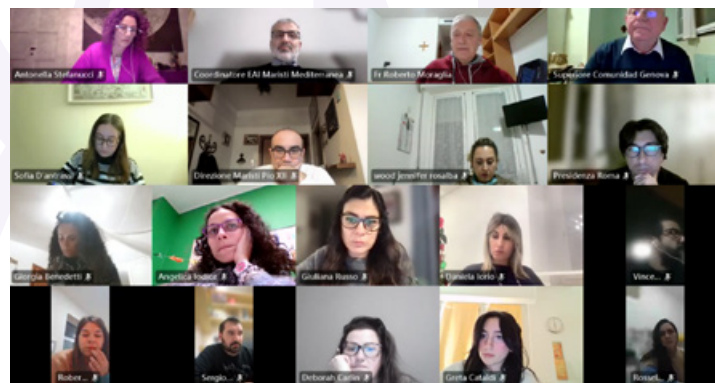 Antonella Stefanucci
Coordinatore EAI Maristi Mediterranea
Fr Roberto Moraglia
Superiore Comunidad Genova
Sofia D'antrassi
Direzione Maristi Pio XII
wood jennifer rosalba
Presidenza Roma
Giorgia Benedetti
Angelica Iodice
Giuliana Russo
Daniela Iorio
Vince...
Rober...
Sergio...
Deborah Carlin
Greta Cataldi
Rossel...